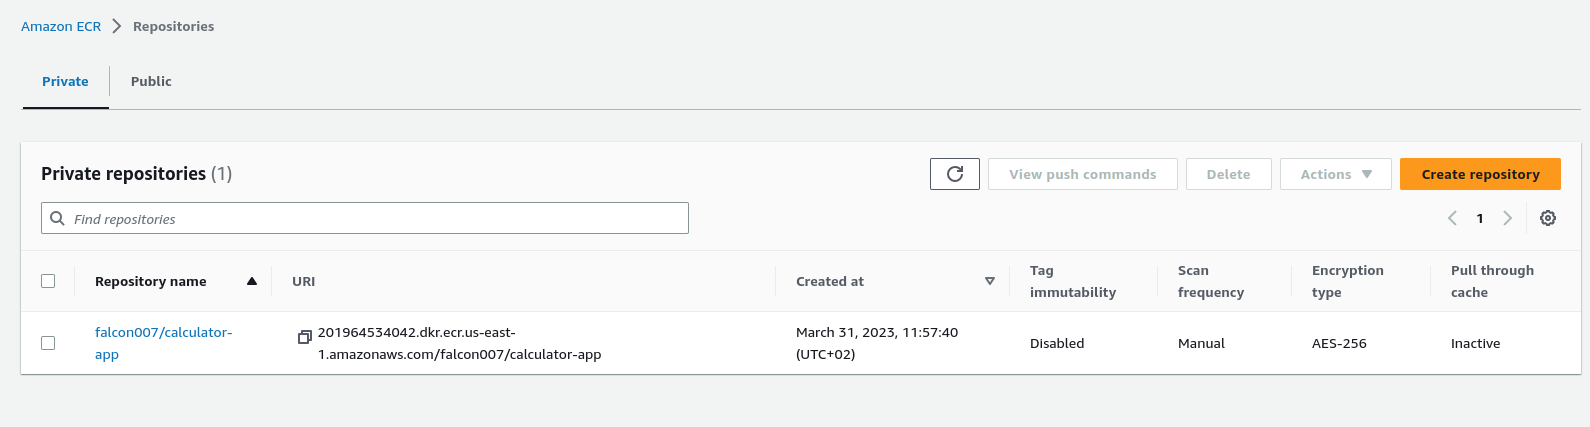 Amazon ECR > Repositories
Private
Public
Private repositories (1)
View push commands
Delete
Actions
Create repository
Find repositories
1
Repository name
URI
Created at
Tag
immutability
Scan
frequency
Encryption
type
Pull through
cache
falcon007/calculator-
app
201964534042.dkr.ecr.us-east-
1.amazonaws.com/falcon007/calculator-app
March 31, 2023, 11:57:40
(UTC+02)
Disabled
Manual
AES-256
Inactive